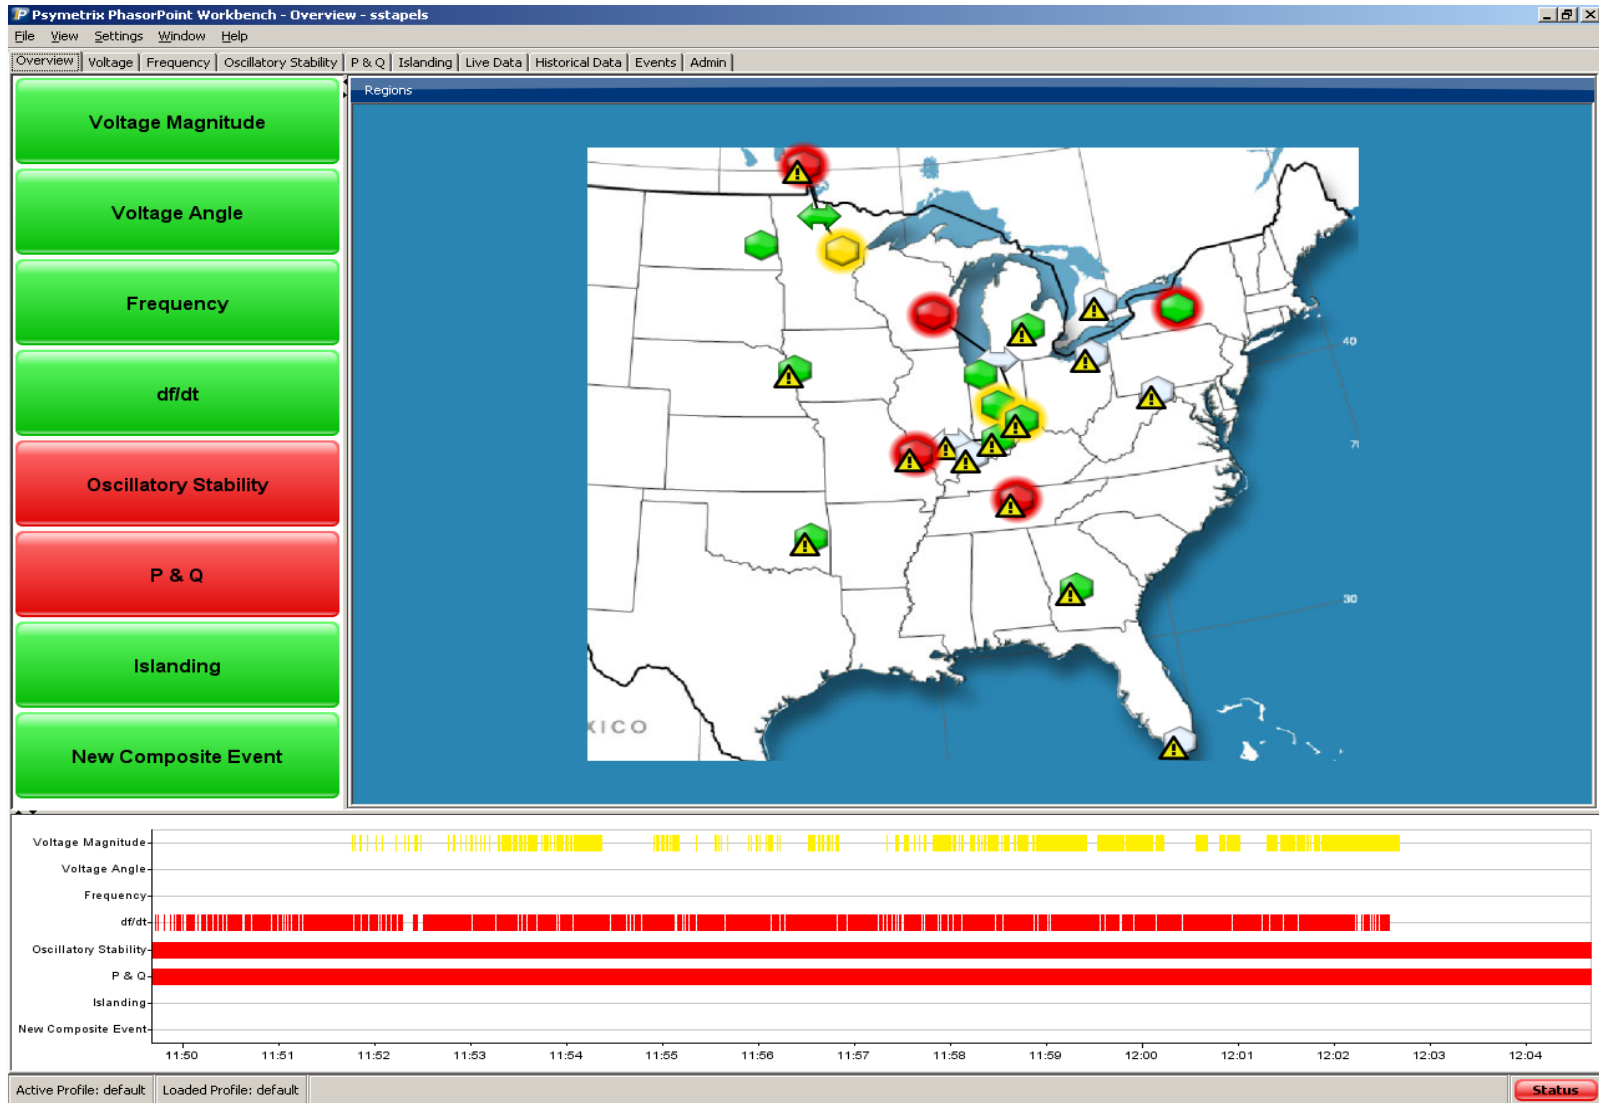 Psymetrix PhasorPoint Workbench - Overview - sstapels
File View Settings Window Help
Overview Voltage Frequency Oscillatory Stability P & Q Islanding Live Data Historical Data Events Admin
Voltage Magnitude
Voltage Angle
Frequency
df/dt
Oscillatory Stability
P & Q
Islanding
New Composite Event
Regions
40
30
XICO
Voltage Magnitude
Voltage Angle
Frequency
df/dt
Oscillatory Stability
P & Q
Islanding
New Composite Event
11:50 11:51 11:52 11:53 11:54 11:55 11:56 11:57 11:58 11:59 12:00 12:01 12:02 12:03 12:04
Active Profile: default Loaded Profile: default Status